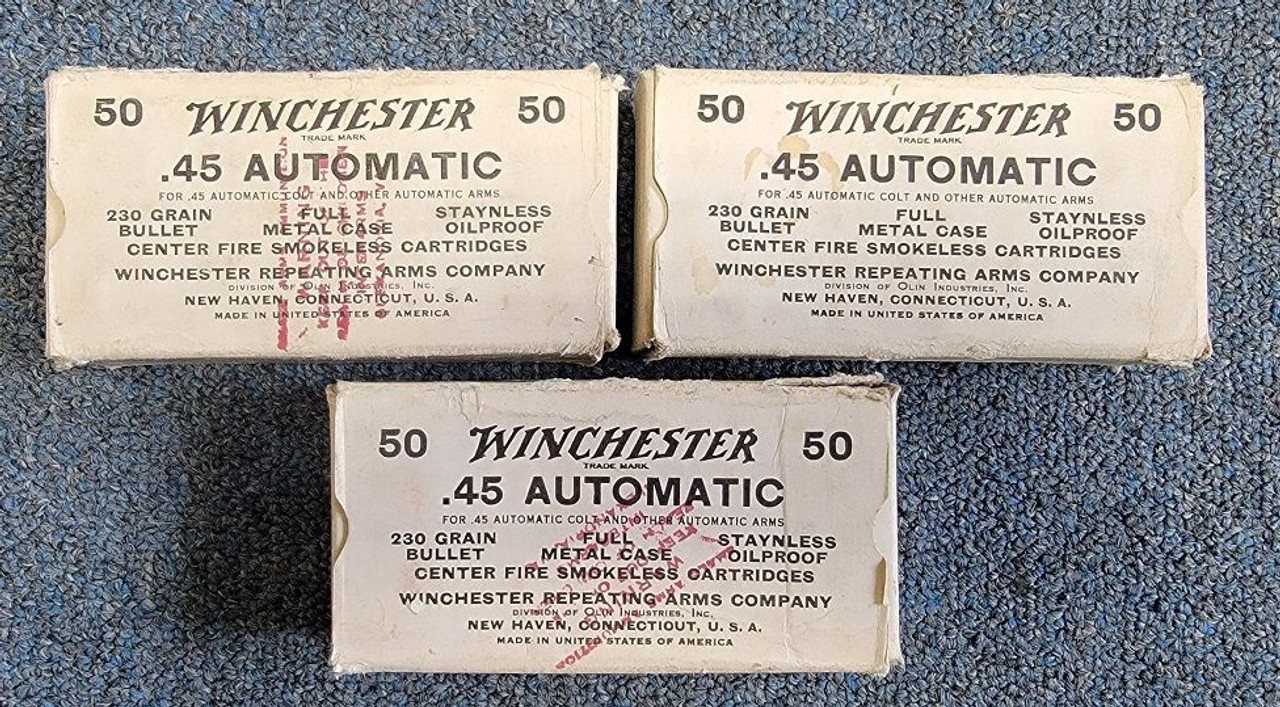 50 WINCHESTER 50
TRADE MARK
.45 AUTOMATIC
FOR .45 AUTOMATIC COLT AND OTHER AUTOMATIC ARMS
230 GRAIN FULL STAYNLESS
BULLET METAL CASE OILPROOF
CENTER FIRE SMOKELESS CARTRIDGES
WINCHESTER REPEATING ARMS COMPANY
DIVISION OF OLIN INDUSTRIES, INC.
NEW HAVEN, CONNECTICUT, U. S. A.
MADE IN UNITED STATES OF AMERICA
50 WINCHESTER 50
TRADE MARK
.45 AUTOMATIC
FOR .45 AUTOMATIC COLT AND OTHER AUTOMATIC ARMS
230 GRAIN FULL STAYNLESS
BULLET METAL CASE OILPROOF
CENTER FIRE SMOKELESS CARTRIDGES
WINCHESTER REPEATING ARMS COMPANY
DIVISION OF OLIN INDUSTRIES, INC.
NEW HAVEN, CONNECTICUT, U. S. A.
MADE IN UNITED STATES OF AMERICA
50 WINCHESTER 50
TRADE MARK
.45 AUTOMATIC
FOR .45 AUTOMATIC COLT AND OTHER AUTOMATIC ARMS
230 GRAIN FULL STAYNLESS
BULLET METAL CASE OILPROOF
CENTER FIRE SMOKELESS CARTRIDGES
WINCHESTER REPEATING ARMS COMPANY
DIVISION OF OLIN INDUSTRIES, INC.
NEW HAVEN, CONNECTICUT, U. S. A.
MADE IN UNITED STATES OF AMERICA